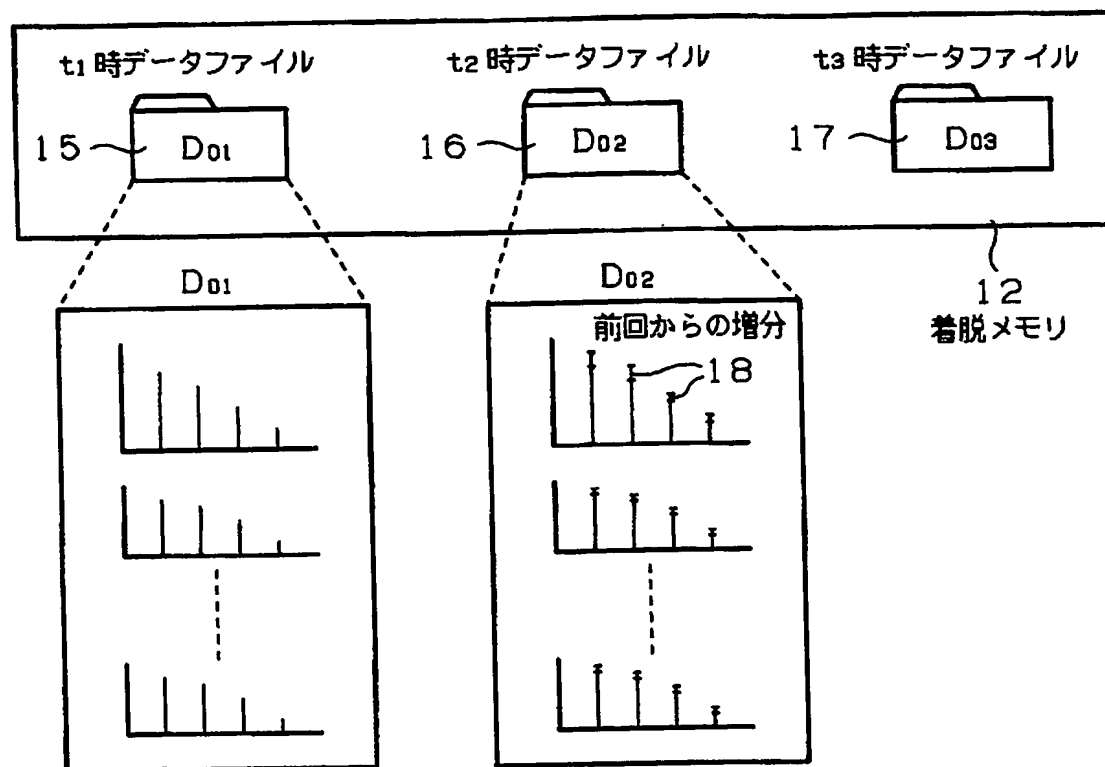 t1時データファイル
t2時データファイル
t3時データファイル
15
D01
16
D02
17
D03
12
着脱メモリ
D01
D02
前回からの増分
18